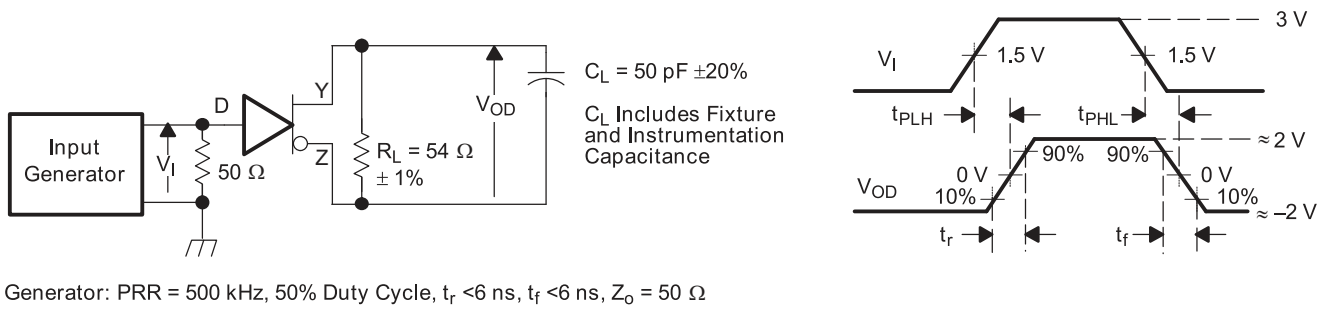 Input
Generator
V_I
50 Ω
D
Y
Z
R_L = 54 Ω
± 1%
V_OD
C_L = 50 pF ±20%
C_L Includes Fixture
and Instrumentation
Capacitance
V_I
3 V
1.5 V
1.5 V
t_PLH
t_PHL
≈ 2 V
90%
90%
0 V
0 V
V_OD
10%
10%
≈ –2 V
t_r
t_f
Generator: PRR = 500 kHz, 50% Duty Cycle, t_r <6 ns, t_f <6 ns, Z_o = 50 Ω